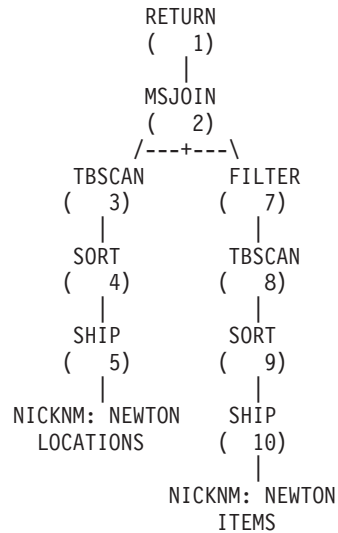 RETURN
( 1)
|
MSJOIN
( 2)
/---+---\
TBSCAN FILTER
( 3) ( 7)
| |
SORT TBSCAN
( 4) ( 8)
| |
SHIP SORT
( 5) ( 9)
| |
NICKNM: NEWTON SHIP
LOCATIONS ( 10)
|
NICKNM: NEWTON
ITEMS